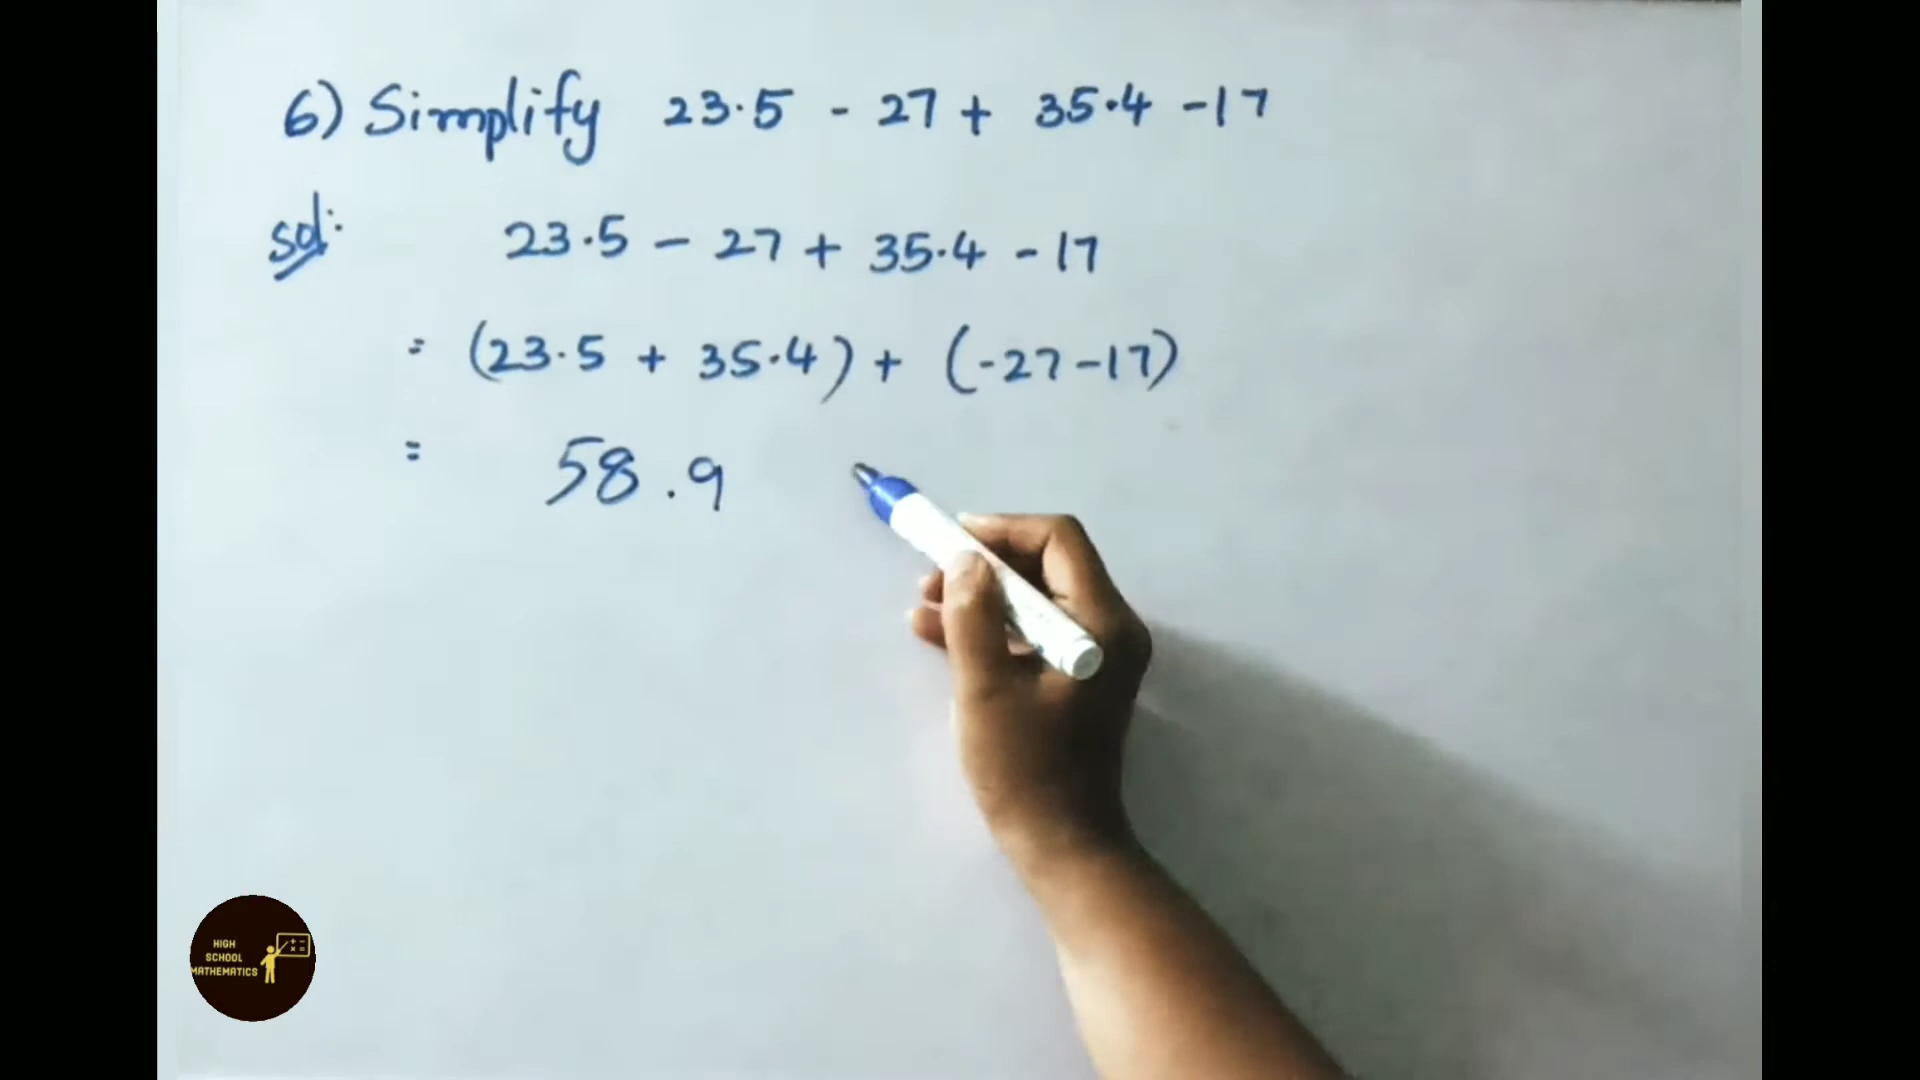 6) Simplify 23.5 - 27 + 35.4 - 17
sol:
23.5 - 27 + 35.4 - 17
= (23.5 + 35.4) + (-27-17)
= 58.9
HIGH
SCHOOL
MATHEMATICS